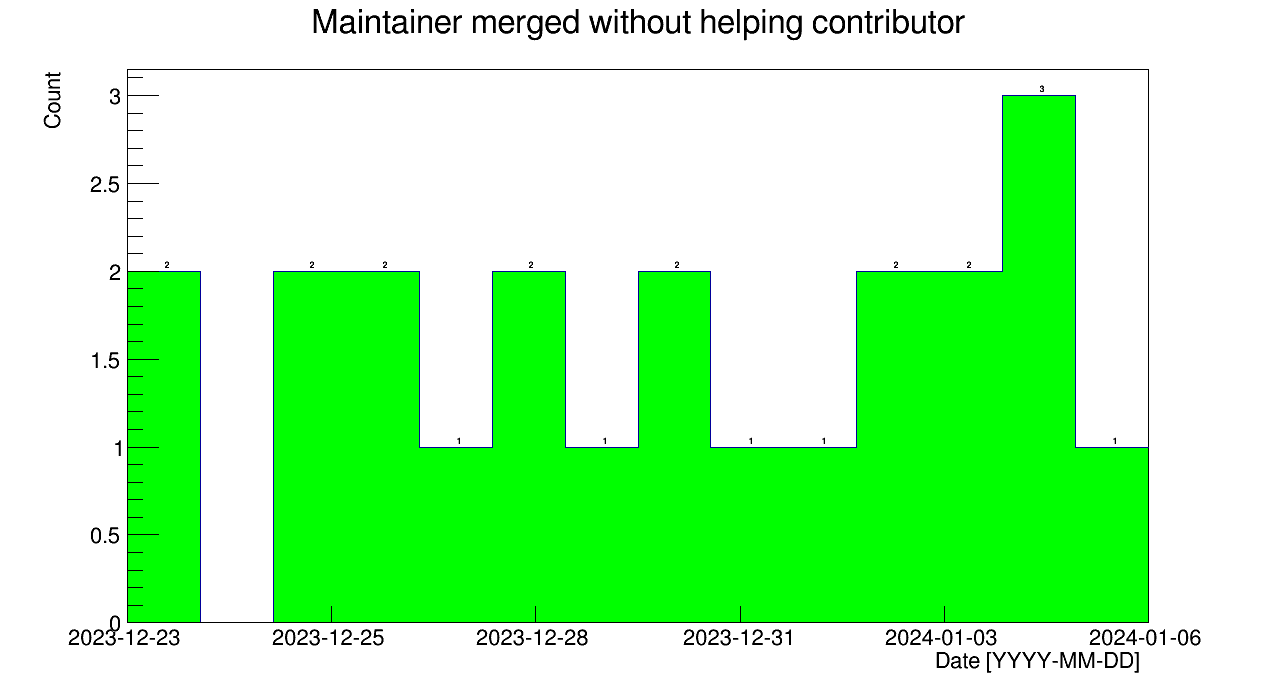 Maintainer merged without helping contributor
Count
3
2.5
2
1.5
1
0.5
0
2 2 2 1 2 1 2 1 1 2 2 3 1
2023-12-23 2023-12-25 2023-12-28 2023-12-31 2024-01-03 2024-01-06
Date [YYYY-MM-DD]